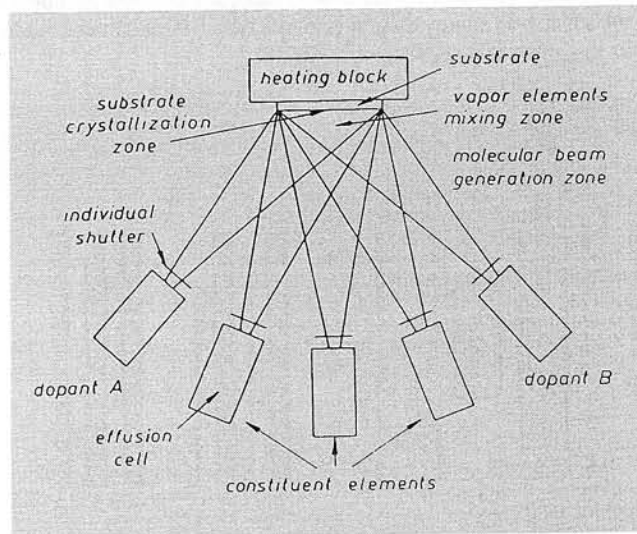 heating block
substrate
substrate
crystallization
zone
vapor elements
mixing zone
molecular beam
generation zone
individual
shutter
dopant A
dopant B
effusion
cell
constituent elements